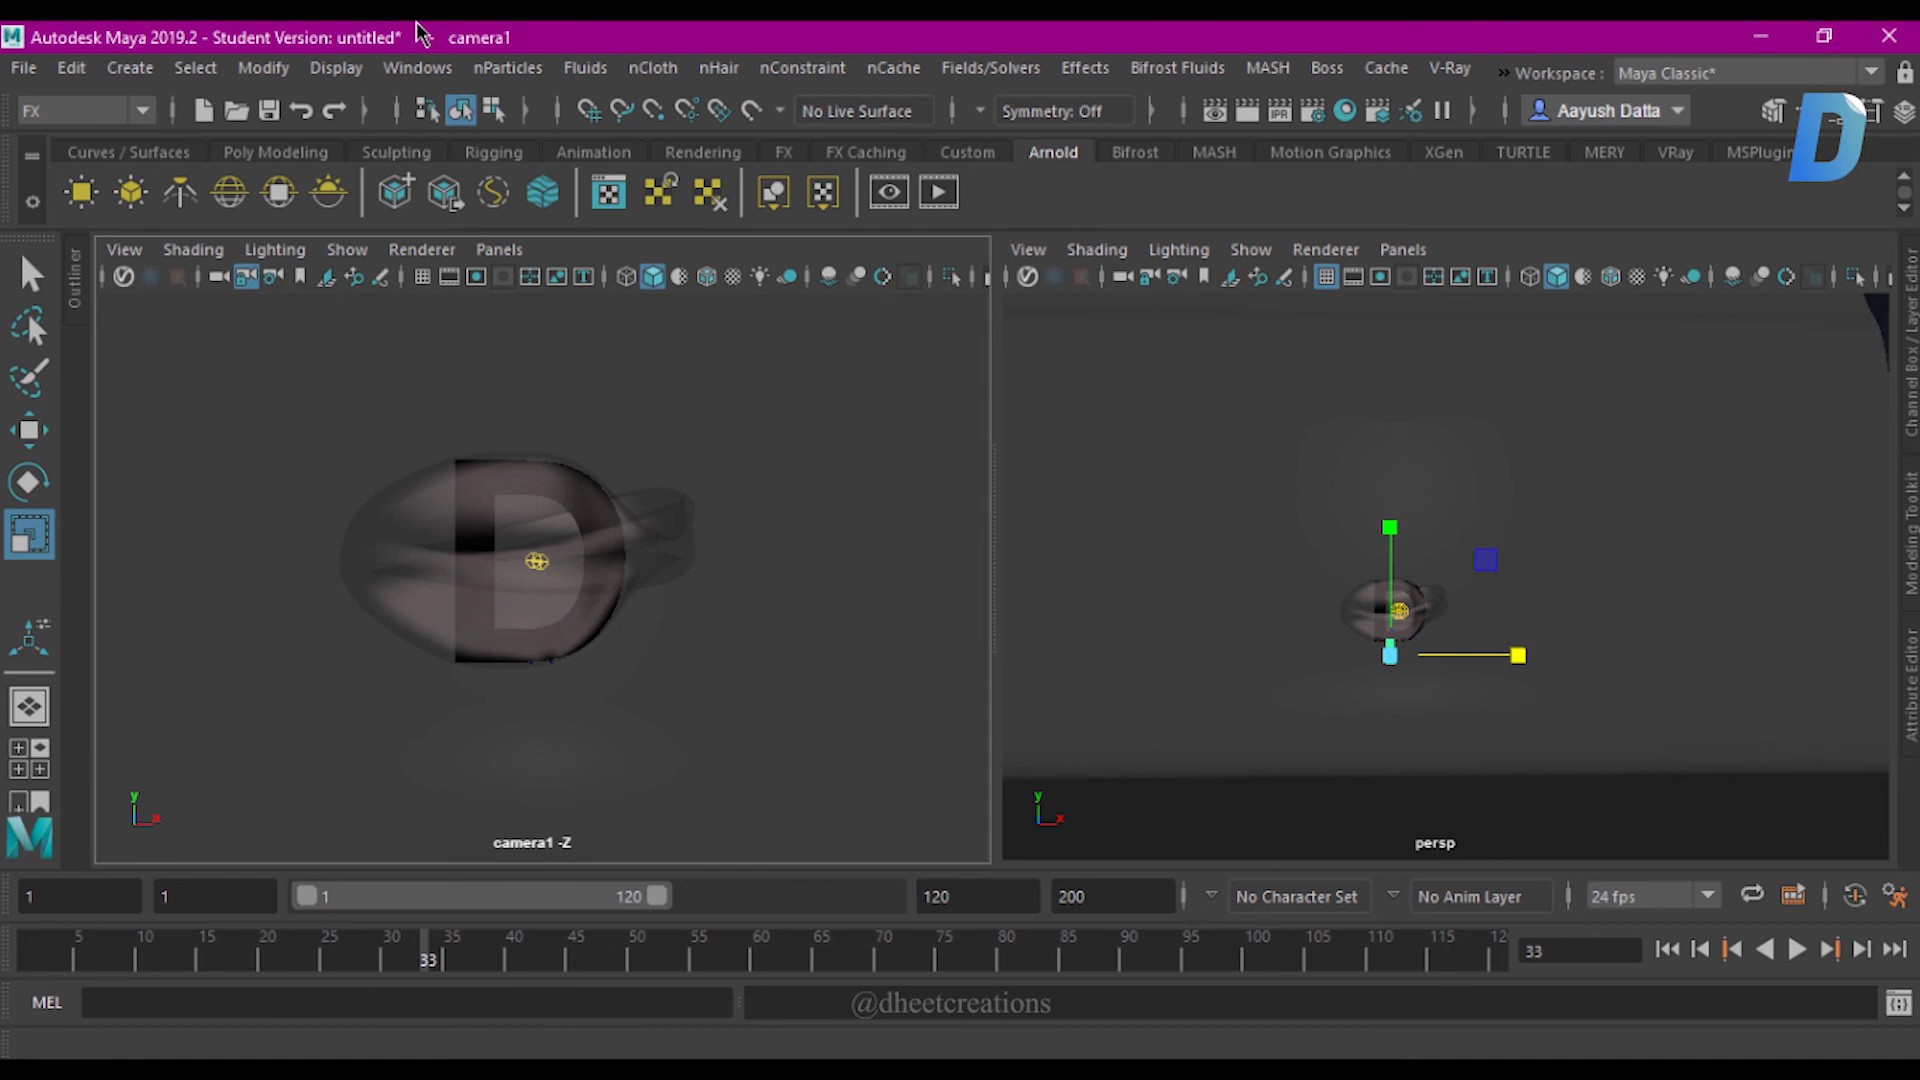 Autodesk Maya 2019.2 - Student Version: untitled* --- camera1
File Edit Create Select Modify Display Windows nParticles Fluids nCloth nHair nConstraint nCache Fields/Solvers Effects Bifrost Fluids MASH Boss Cache V-Ray » Workspace : Maya Classic*
FX No Live Surface Symmetry: Off IPR Aayush Datta
D
Curves / Surfaces Poly Modeling Sculpting Rigging Animation Rendering FX FX Caching Custom Arnold Bifrost MASH Motion Graphics XGen TURTLE MERY VRay MSPlugin
View Shading Lighting Show Renderer Panels
View Shading Lighting Show Renderer Panels
Outliner
Channel Box / Layer Editor
Modeling Toolkit
Attribute Editor
D
y x
camera1 -Z
y x
persp
1 1 1 120 120 200 No Character Set No Anim Layer 24 fps
5 10 15 20 25 30 35 40 45 50 55 60 65 70 75 80 85 90 95 100 105 110 115 12
33 33
MEL @dheetcreations